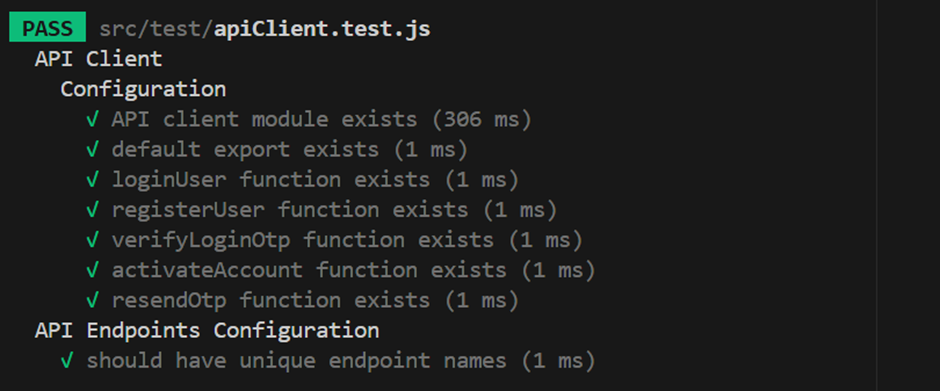 PASS src/test/apiClient.test.js
API Client
Configuration
√ API client module exists (306 ms)
√ default export exists (1 ms)
√ loginUser function exists (1 ms)
√ registerUser function exists (1 ms)
√ verifyLoginOtp function exists (1 ms)
√ activateAccount function exists (1 ms)
√ resendOtp function exists (1 ms)
API Endpoints Configuration
√ should have unique endpoint names (1 ms)